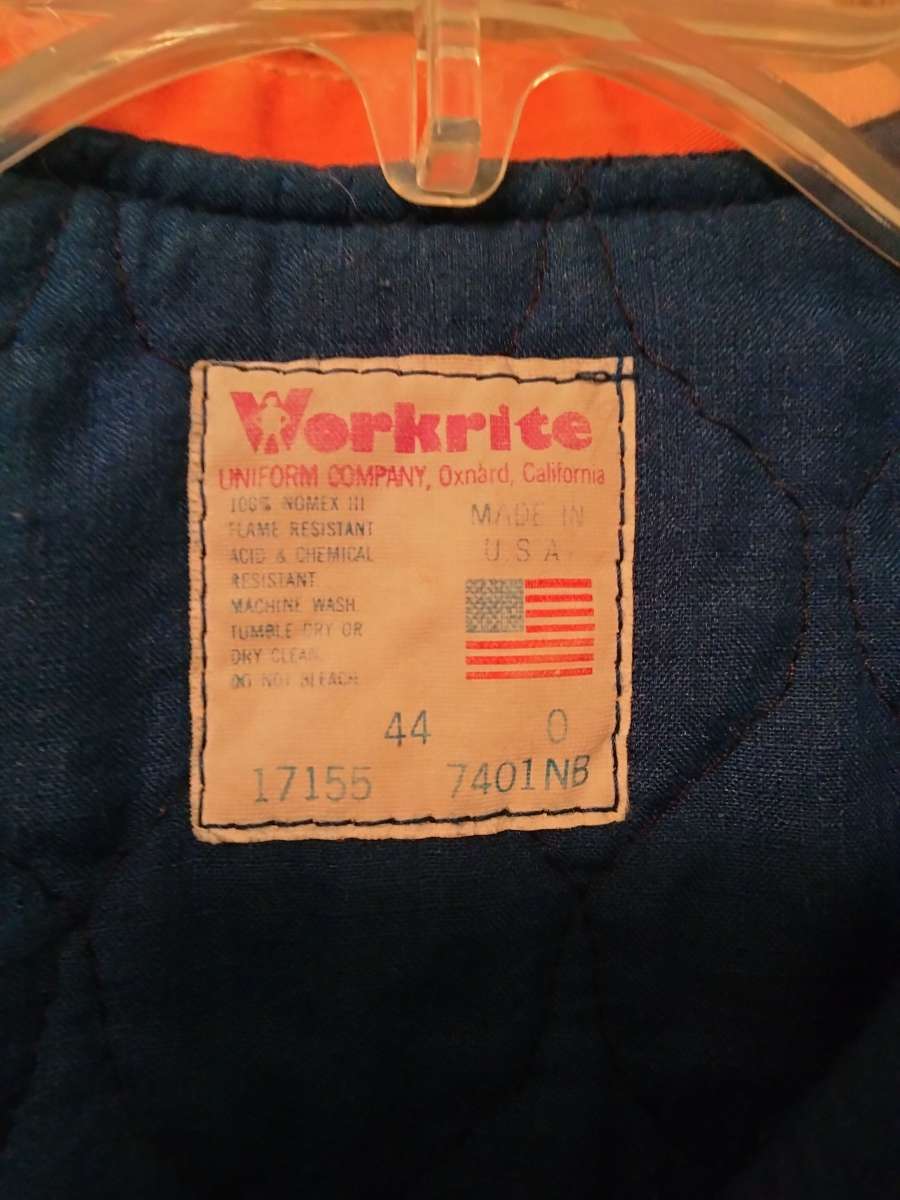 Workrite
UNIFORM COMPANY, Oxnard, California
100% NOMEX III
FLAME RESISTANT
ACID & CHEMICAL
RESISTANT.
MACHINE WASH
TUMBLE DRY OR
DRY CLEAN.
DO NOT BLEACH
MADE IN
U.S.A.
44 0
17155 7401NB